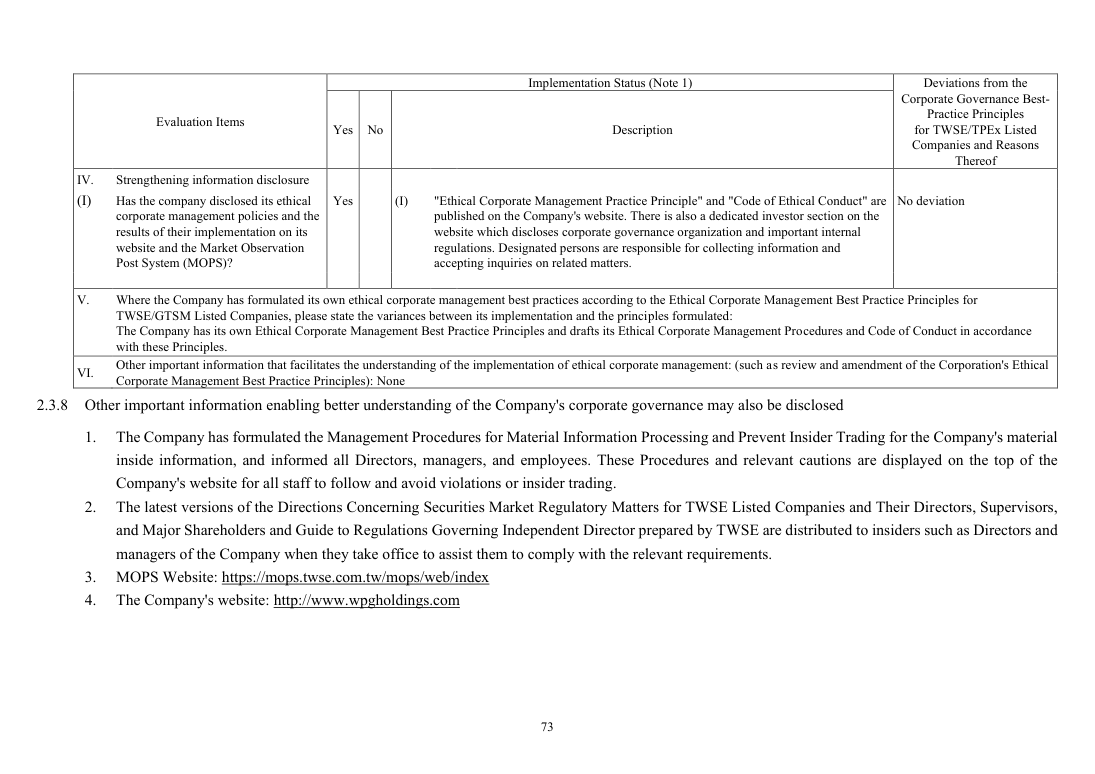 Evaluation Items
Implementation Status (Note 1)
Yes
No
Description
Deviations from the
Corporate Governance Best-
Practice Principles
for TWSE/TPEx Listed
Companies and Reasons
Thereof
IV. Strengthening information disclosure
(I) Has the company disclosed its ethical
corporate management policies and the
results of their implementation on its
website and the Market Observation
Post System (MOPS)?
Yes
(I) "Ethical Corporate Management Practice Principle" and "Code of Ethical Conduct" are
published on the Company's website. There is also a dedicated investor section on the
website which discloses corporate governance organization and important internal
regulations. Designated persons are responsible for collecting information and
accepting inquiries on related matters.
No deviation
V. Where the Company has formulated its own ethical corporate management best practices according to the Ethical Corporate Management Best Practice Principles for
TWSE/GTSM Listed Companies, please state the variances between its implementation and the principles formulated:
The Company has its own Ethical Corporate Management Best Practice Principles and drafts its Ethical Corporate Management Procedures and Code of Conduct in accordance
with these Principles.
VI. Other important information that facilitates the understanding of the implementation of ethical corporate management: (such as review and amendment of the Corporation's Ethical
Corporate Management Best Practice Principles): None
2.3.8 Other important information enabling better understanding of the Company's corporate governance may also be disclosed
1. The Company has formulated the Management Procedures for Material Information Processing and Prevent Insider Trading for the Company's material
inside information, and informed all Directors, managers, and employees. These Procedures and relevant cautions are displayed on the top of the
Company's website for all staff to follow and avoid violations or insider trading.
2. The latest versions of the Directions Concerning Securities Market Regulatory Matters for TWSE Listed Companies and Their Directors, Supervisors,
and Major Shareholders and Guide to Regulations Governing Independent Director prepared by TWSE are distributed to insiders such as Directors and
managers of the Company when they take office to assist them to comply with the relevant requirements.
3. MOPS Website: https://mops.twse.com.tw/mops/web/index
4. The Company's website: http://www.wpgholdings.com
73